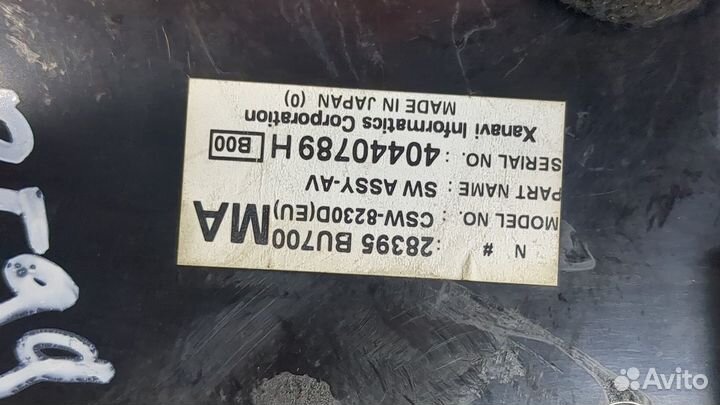 N #
: 28395 BU700 MA
MODEL NO. : CSW-8230D(EU)
PART NAME : SW ASSY-AV
SERIAL NO. : 40440789 H B00
Xanavi Informatics Corporation
MADE IN JAPAN (0)
Avito